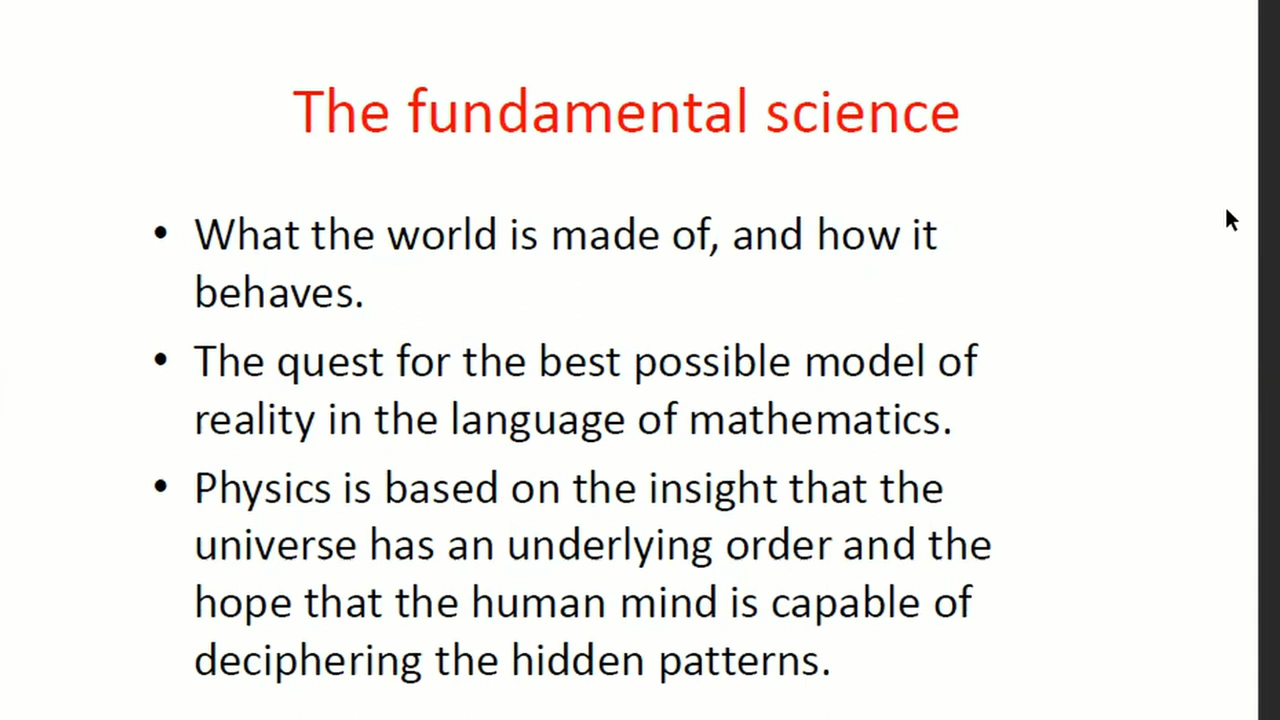 The fundamental science
• What the world is made of, and how it
behaves.
• The quest for the best possible model of
reality in the language of mathematics.
• Physics is based on the insight that the
universe has an underlying order and the
hope that the human mind is capable of
deciphering the hidden patterns.